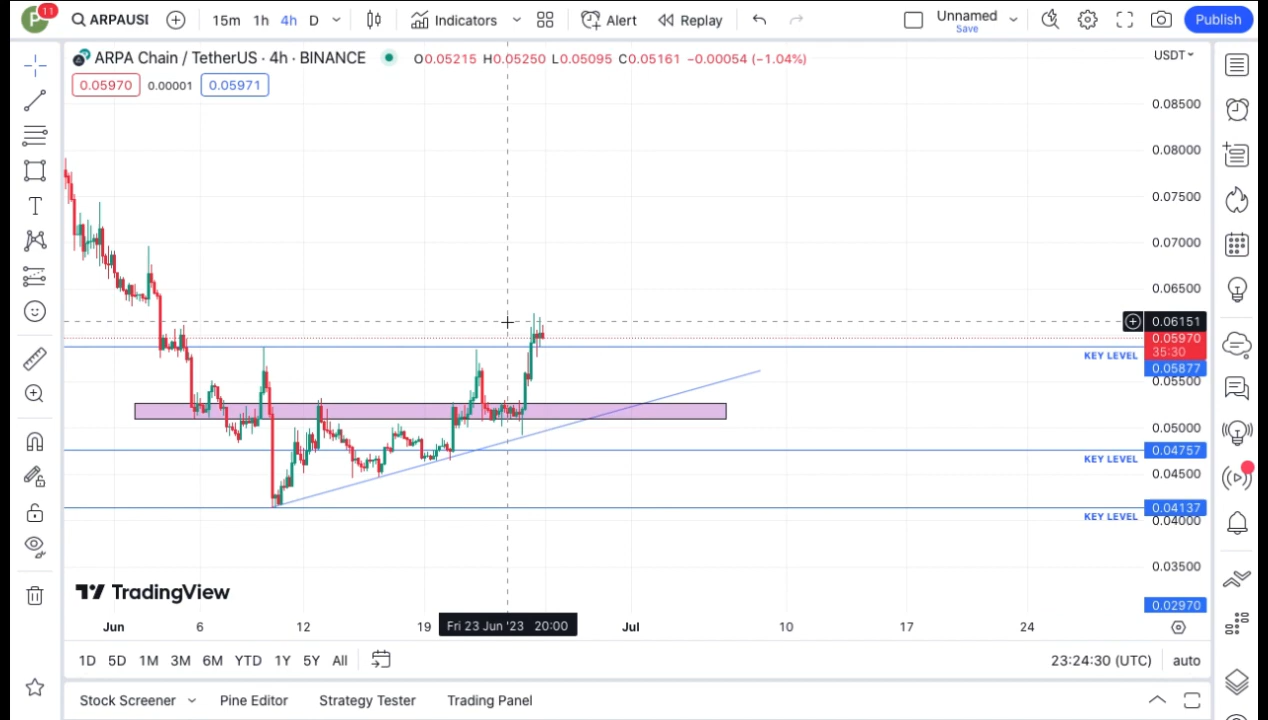 P 11 ARPAUSI 15m 1h 4h D Indicators Alert Replay Unnamed Publish
Save
ARPA Chain / TetherUS · 4h · BINANCE O0.05215 H0.05250 L0.05095 C0.05161 −0.00054 (−1.04%) USDT
0.05970 0.00001 0.05971
0.08500
0.08000
0.07500
0.07000
0.06500
0.06151
0.05970
35:30
KEY LEVEL 0.05877
0.05500
0.05000
0.04757
KEY LEVEL
0.04500
0.04137
KEY LEVEL
0.04000
0.03500
TradingView
0.02970
Jun 6 12 19 Fri 23 Jun '23 20:00 Jul 10 17 24
1D 5D 1M 3M 6M YTD 1Y 5Y All 23:24:30 (UTC) auto
Stock Screener Pine Editor Strategy Tester Trading Panel